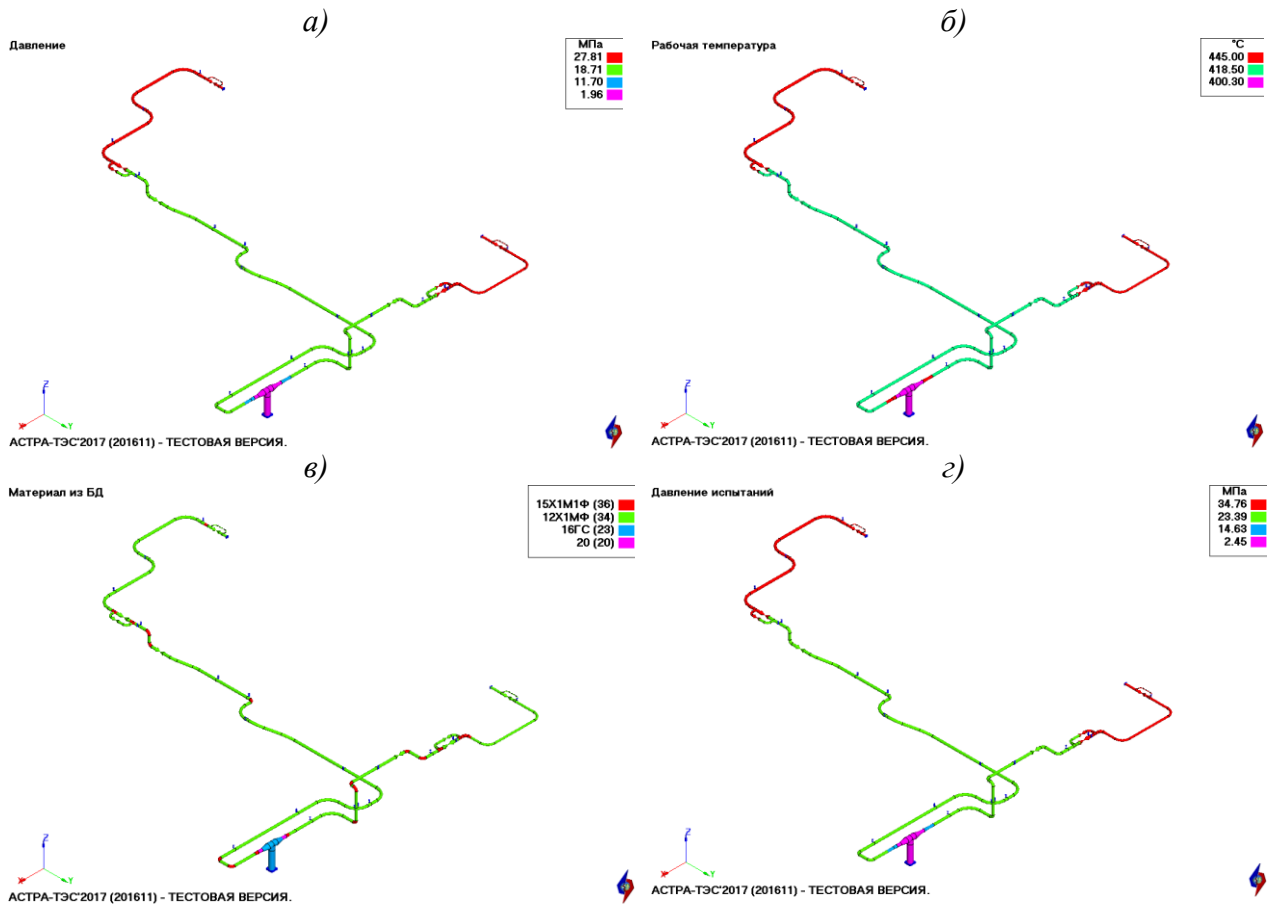 а)
Давление
МПа
27.81
18.71
11.70
1.96
Z
X
Y
АСТРА-ТЭС'2017 (201611) - ТЕСТОВАЯ ВЕРСИЯ.
б)
Рабочая температура
°C
445.00
418.50
400.30
Z
X
Y
АСТРА-ТЭС'2017 (201611) - ТЕСТОВАЯ ВЕРСИЯ.
в)
Материал из БД
15Х1М1Ф (36)
12Х1МФ (34)
16ГС (23)
20 (20)
Z
X
Y
АСТРА-ТЭС'2017 (201611) - ТЕСТОВАЯ ВЕРСИЯ.
г)
Давление испытаний
МПа
34.76
23.39
14.63
2.45
Z
X
Y
АСТРА-ТЭС'2017 (201611) - ТЕСТОВАЯ ВЕРСИЯ.